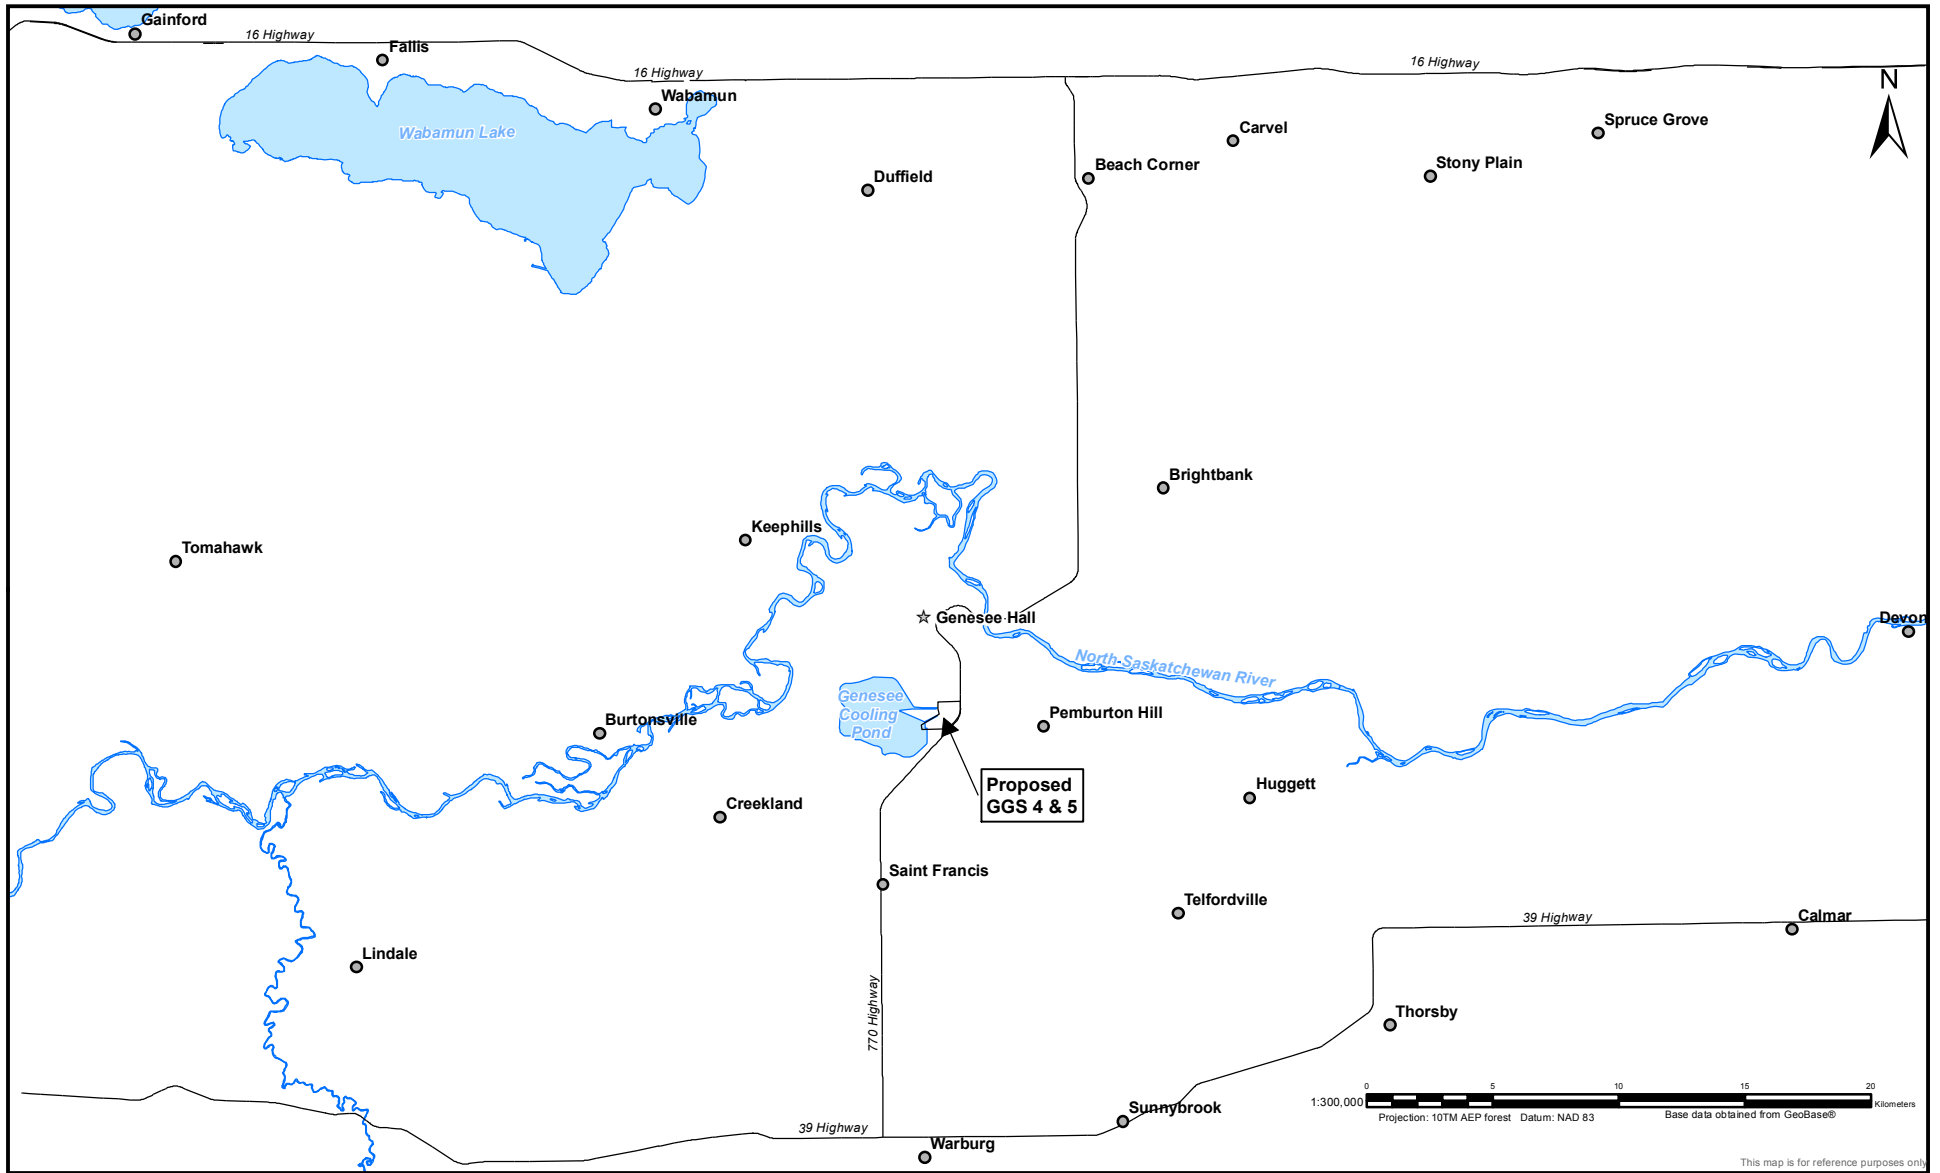 Gainford
16 Highway
Fallis
16 Highway
16 Highway
N
Wabamun
Wabamun Lake
Carvel
Spruce Grove
Beach Corner
Stony Plain
Duffield
Brightbank
Keephills
Tomahawk
Genesee Hall
Devon
North Saskatchewan River
Genesee
Cooling
Pond
Pemburton Hill
Burtonsville
Proposed
GGS 4 & 5
Huggett
Creekland
Saint Francis
Telfordville
39 Highway
Calmar
Lindale
770 Highway
Thorsby
0 5 10 15 20
1:300,000
Kilometers
Projection: 10TM AEP forest Datum: NAD 83
Base data obtained from GeoBase®
Sunnybrook
39 Highway
Warburg
This map is for reference purposes only